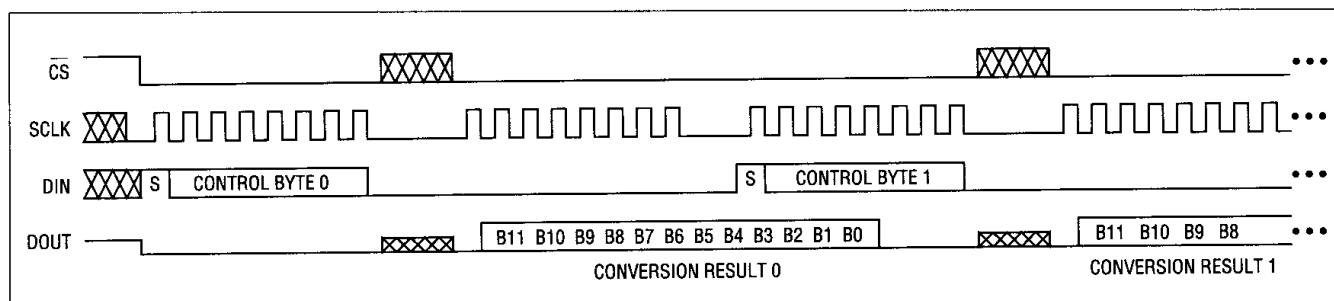 CS •••
SCLK •••
DIN S CONTROL BYTE 0 S CONTROL BYTE 1 •••
DOUT B11 B10 B9 B8 B7 B6 B5 B4 B3 B2 B1 B0 B11 B10 B9 B8 •••
CONVERSION RESULT 0 CONVERSION RESULT 1